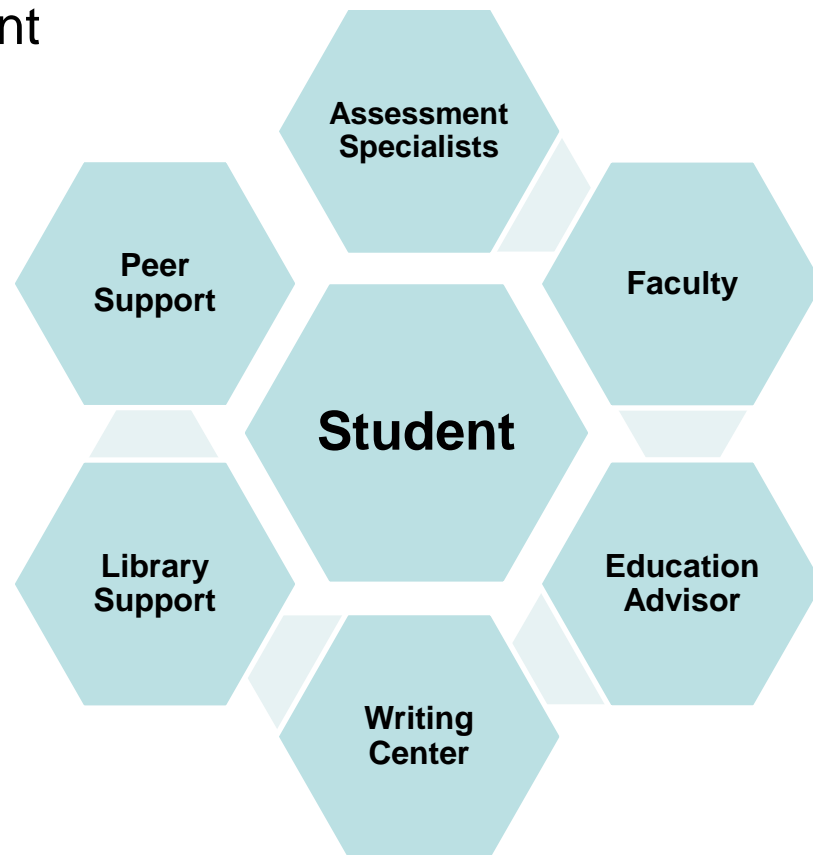 nt
Assessment
Specialists
Peer
Support
Faculty
Student
Library
Support
Education
Advisor
Writing
Center